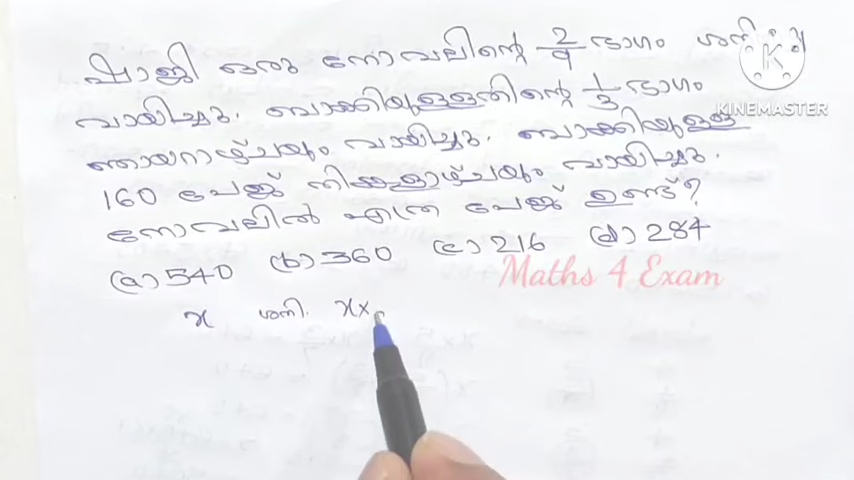 ഷാജി ഒരു നോവലിന്റെ 2/9 ഭാഗം ശനി
KINEMASTER
വായിച്ചു. ബാക്കിയുള്ളതിന്റെ 1/3 ഭാഗം
ഞായറാഴ്ചയും വായിച്ചു. ബാക്കിയുള്ള
160 പേജ് തിങ്കളാഴ്ചയും വായിച്ചു.
നോവലിൽ എത്ര പേജ് ഉണ്ട്?
(a) 540 (b) 360 (c) 216 (d) 284
Maths 4 Exam
x ശനി. x×